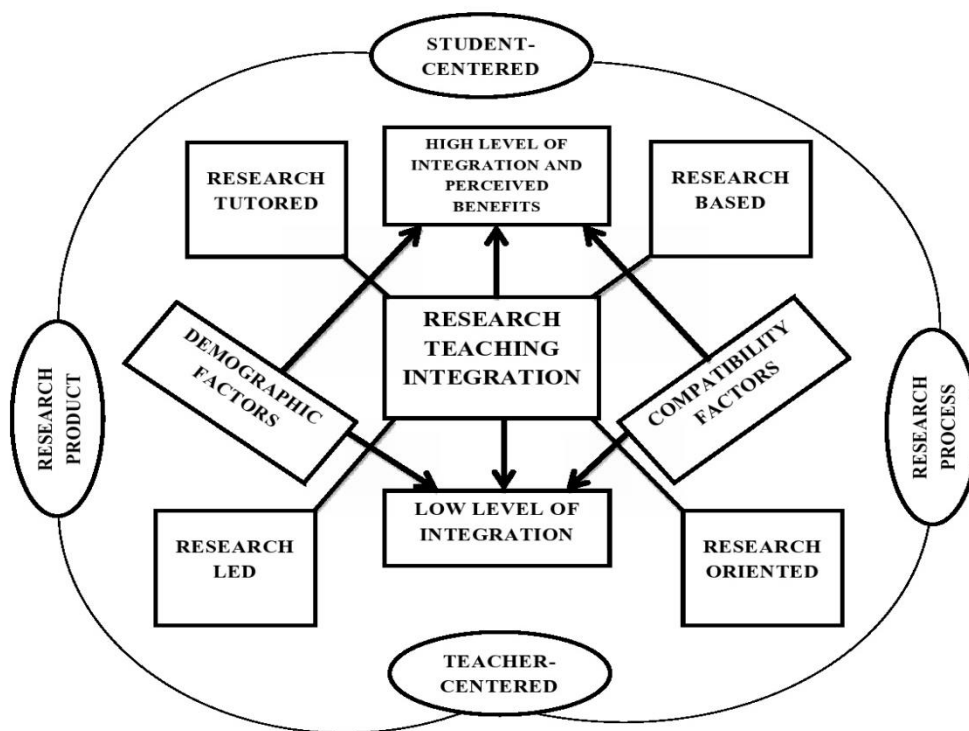 STUDENT-
CENTERED
HIGH LEVEL OF
INTEGRATION AND
PERCEIVED
BENEFITS
RESEARCH
TUTORED
RESEARCH
BASED
RESEARCH
TEACHING
INTEGRATION
DEMOGRAPHIC
FACTORS
COMPATIBILITY
FACTORS
RESEARCH
PRODUCT
RESEARCH
PROCESS
LOW LEVEL OF
INTEGRATION
RESEARCH
LED
RESEARCH
ORIENTED
TEACHER-
CENTERED